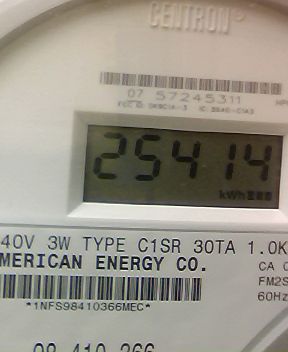 CENTRON®
07 57245311
25414
kWh
40V 3W TYPE C1SR 30TA 1.0K
MERICAN ENERGY CO.
CA
FM2S
60Hz
*1NFS98410366MEC*